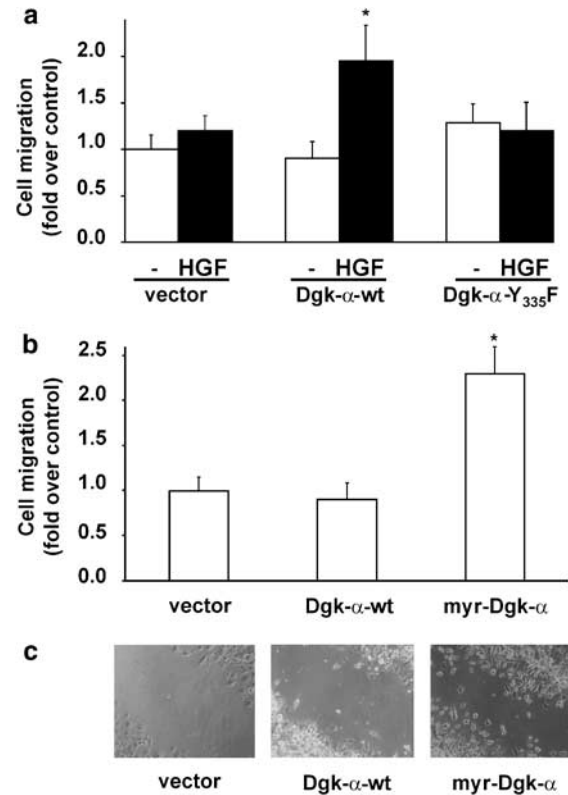 a
*
Cell migration
(fold over control)
2.0
1.5
1.0
0.5
0.0
- HGF - HGF - HGF
vector Dgk-α-wt Dgk-α-Y₃₃₅F
b
*
Cell migration
(fold over control)
2.5
2.0
1.5
1.0
0.5
0.0
vector Dgk-α-wt myr-Dgk-α
c
vector Dgk-α-wt myr-Dgk-α